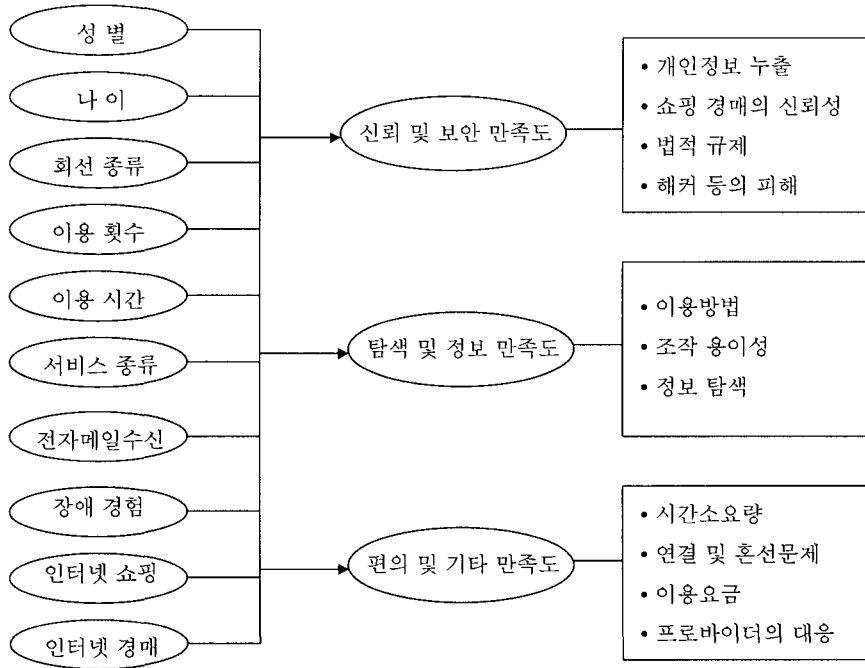 성 별
나 이
회선 종류
이용 횟수
이용 시간
서비스 종류
전자메일수신
장애 경험
인터넷 쇼핑
인터넷 경매
신뢰 및 보안 만족도
탐색 및 정보 만족도
편의 및 기타 만족도
• 개인정보 누출
• 쇼핑 경매의 신뢰성
• 법적 규제
• 해커 등의 피해
• 이용방법
• 조작 용이성
• 정보 탐색
• 시간소요량
• 연결 및 혼선문제
• 이용요금
• 프로바이더의 대응